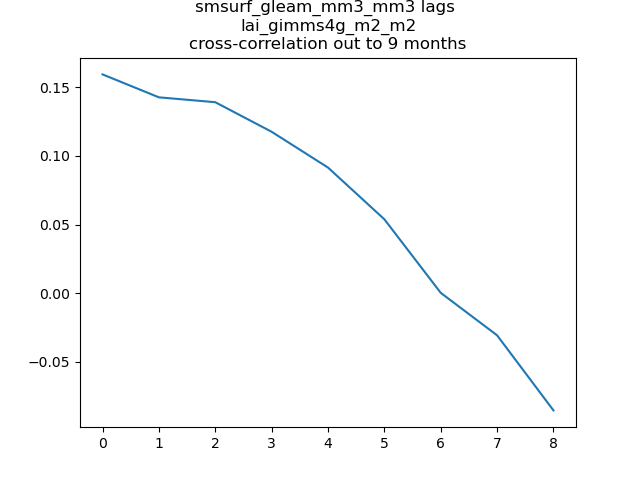 smsurf_gleam_mm3_mm3 lags
lai_gimms4g_m2_m2
cross-correlation out to 9 months
0.15
0.10
0.05
0.00
−0.05
0 1 2 3 4 5 6 7 8